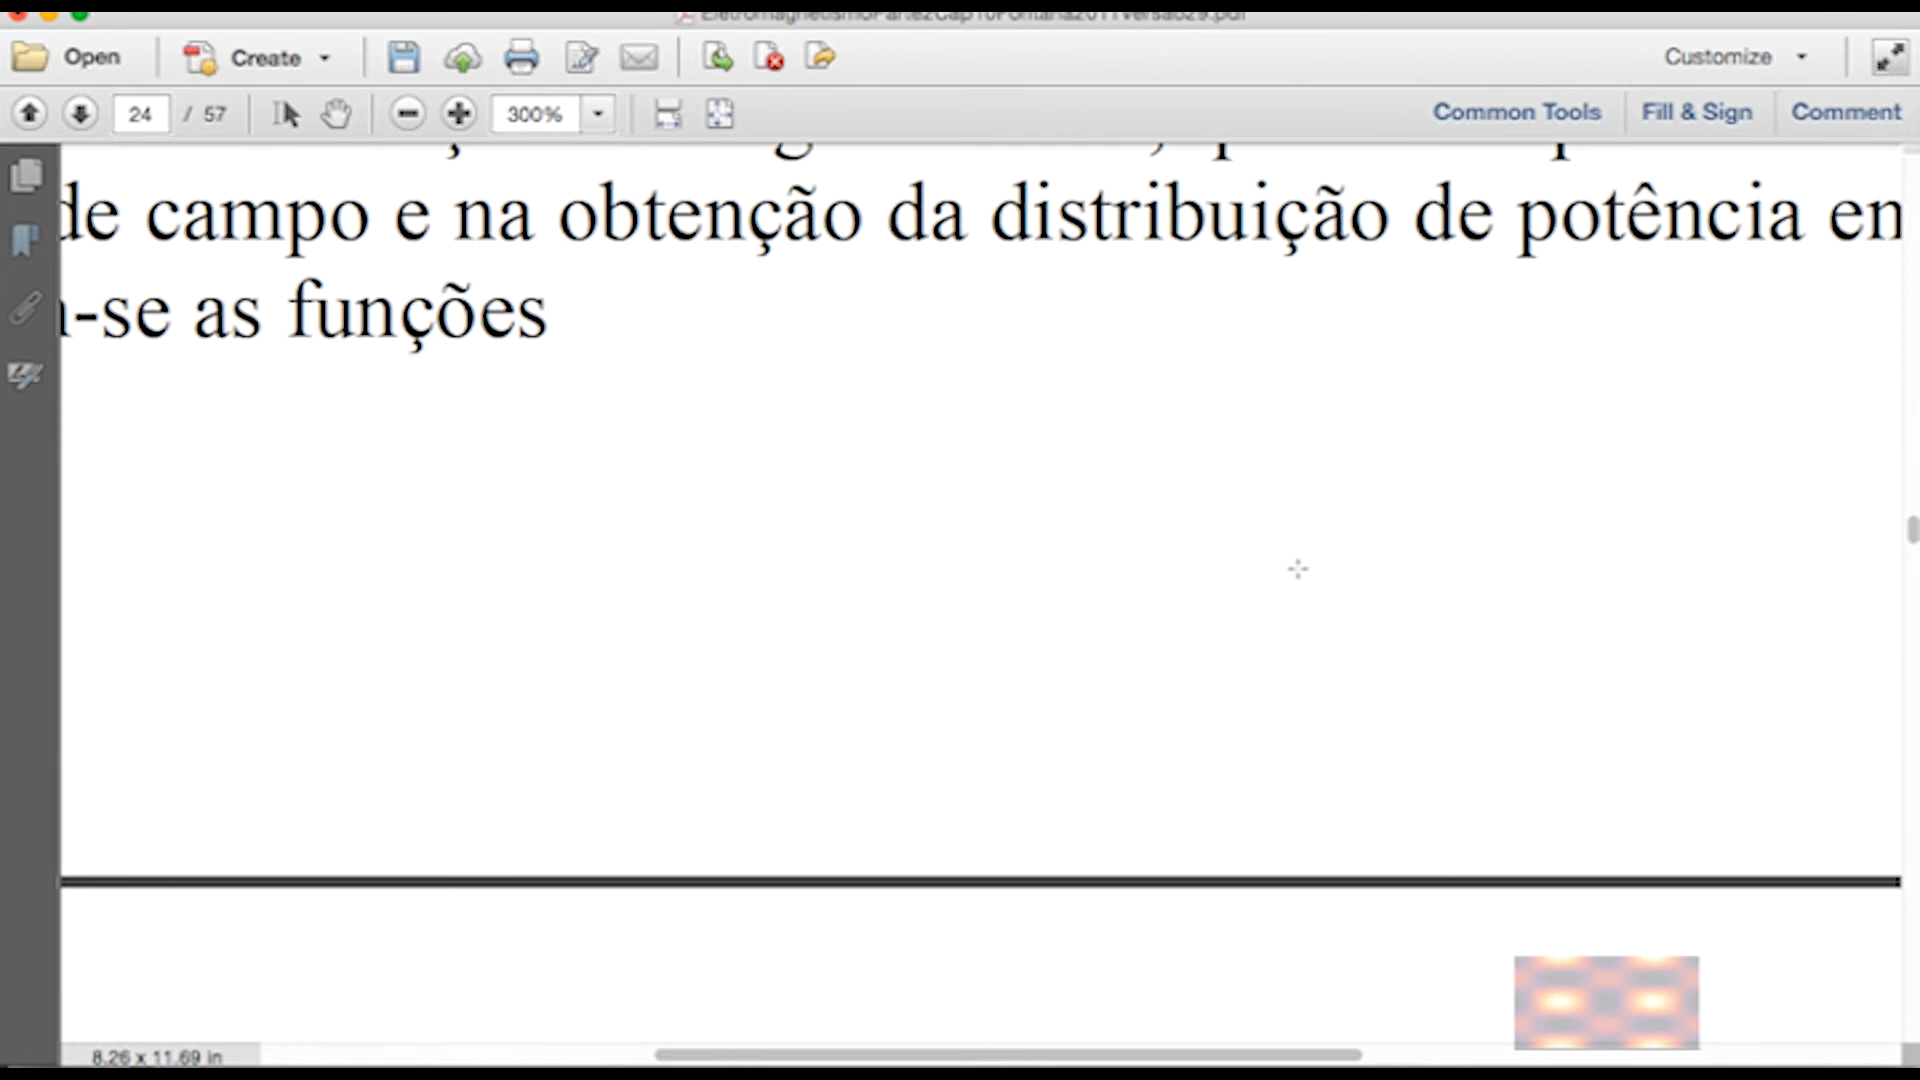 Open
Create
Customize
24 / 57
300%
Common Tools
Fill & Sign
Comment
de campo e na obtenção da distribuição de potência
-se as funções
8.26 x 11.69 in